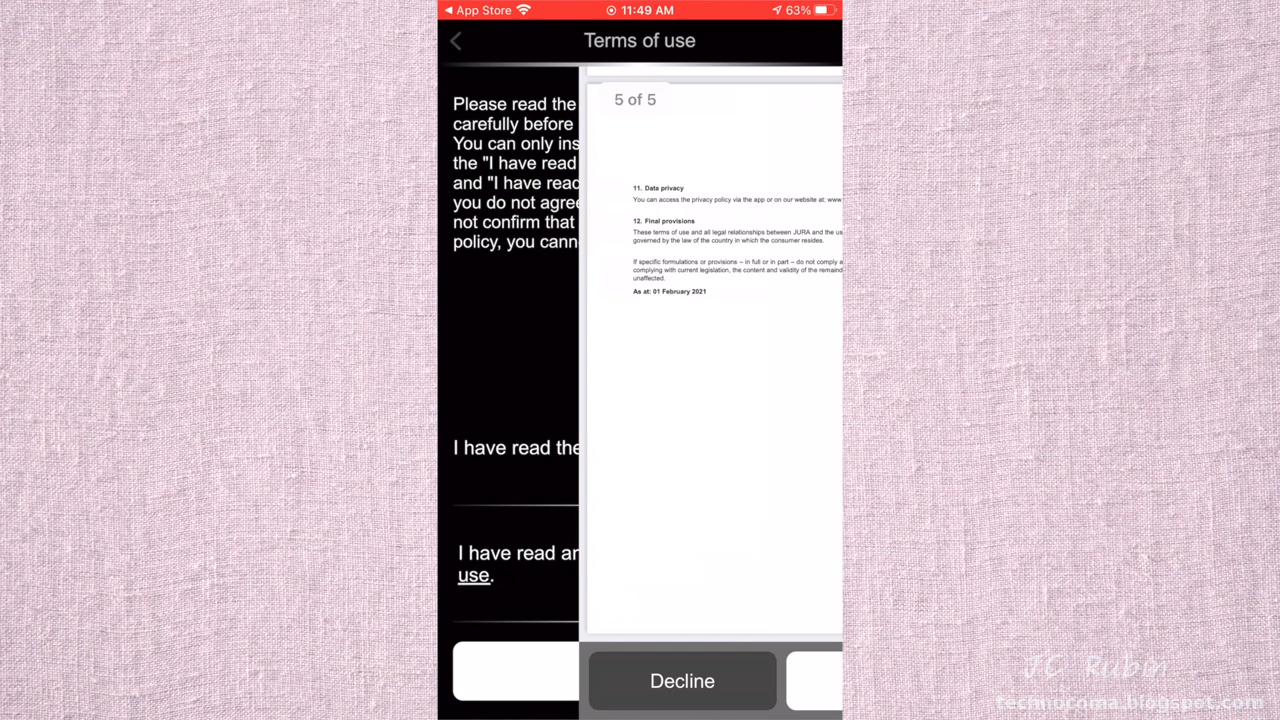 App Store
11:49 AM
63%
Terms of use
Please read the
carefully before
You can only ins
the "I have read
and "I have read
you do not agree
not confirm that
policy, you cann
I have read the
I have read an
use.
5 of 5
11. Data privacy
You can access the privacy policy via the app or on our website at: www
12. Final provisions
These terms of use and all legal relationships between JURA and the us
governed by the law of the country in which the consumer resides.
If specific formulations or provisions – in full or in part – do not comply a
complying with current legislation, the content and validity of the remaind
unaffected.
As at: 01 February 2021
Decline